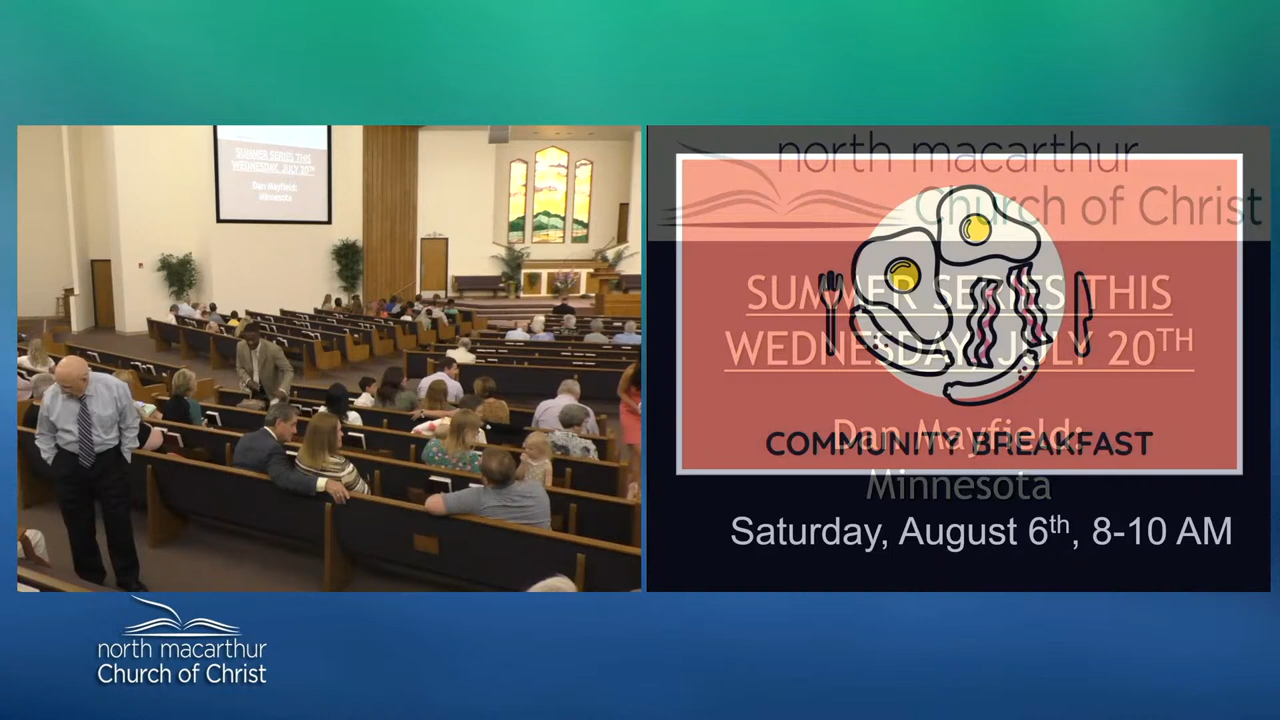 SUMMER SERIES THIS
WEDNESDAY, JULY 20TH
Dan Mayfield:
Minnesota
north macarthur
Church of Christ
SUMMER SERIES THIS
WEDNESDAY, JULY 20TH
Dan Mayfield:
COMMUNITY BREAKFAST
Minnesota
Saturday, August 6th, 8-10 AM
north macarthur
Church of Christ